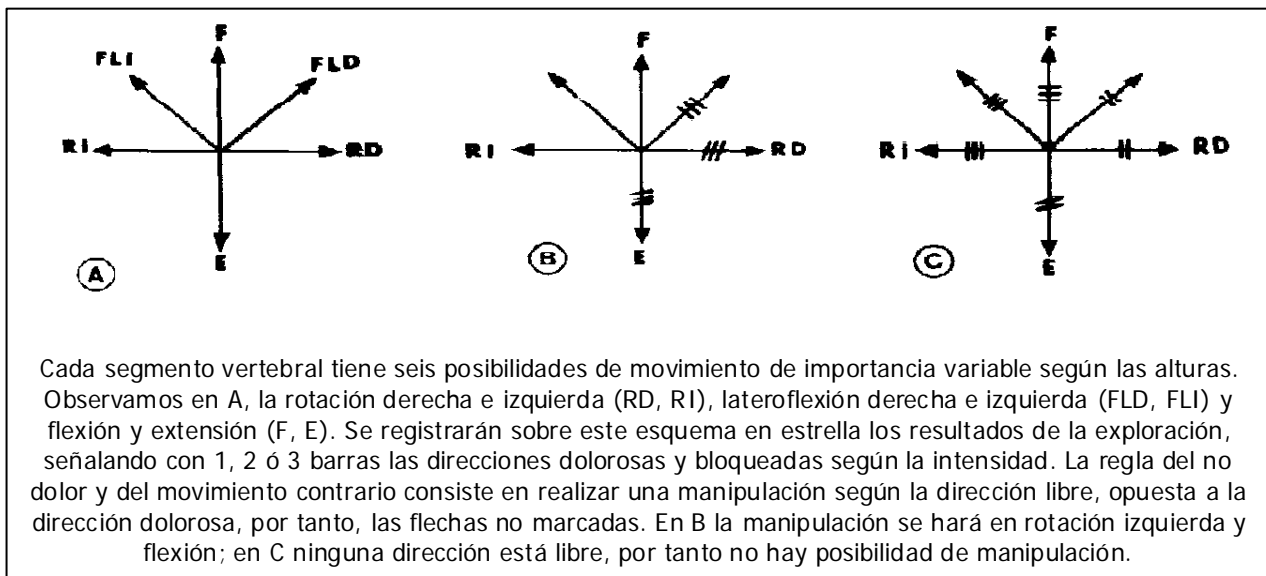 F
FLI
FLD
RI
RD
E
A
F
RI
RD
E
B
F
Ri
RD
E
C
Cada segmento vertebral tiene seis posibilidades de movimiento de importancia variable según las alturas.
Observamos en A, la rotación derecha e izquierda (RD, RI), lateroflexión derecha e izquierda (FLD, FLI) y
flexión y extensión (F, E). Se registrarán sobre este esquema en estrella los resultados de la exploración,
señalando con 1, 2 ó 3 barras las direcciones dolorosas y bloqueadas según la intensidad. La regla del no
dolor y del movimiento contrario consiste en realizar una manipulación según la dirección libre, opuesta a la
dirección dolorosa, por tanto, las flechas no marcadas. En B la manipulación se hará en rotación izquierda y
flexión; en C ninguna dirección está libre, por tanto no hay posibilidad de manipulación.